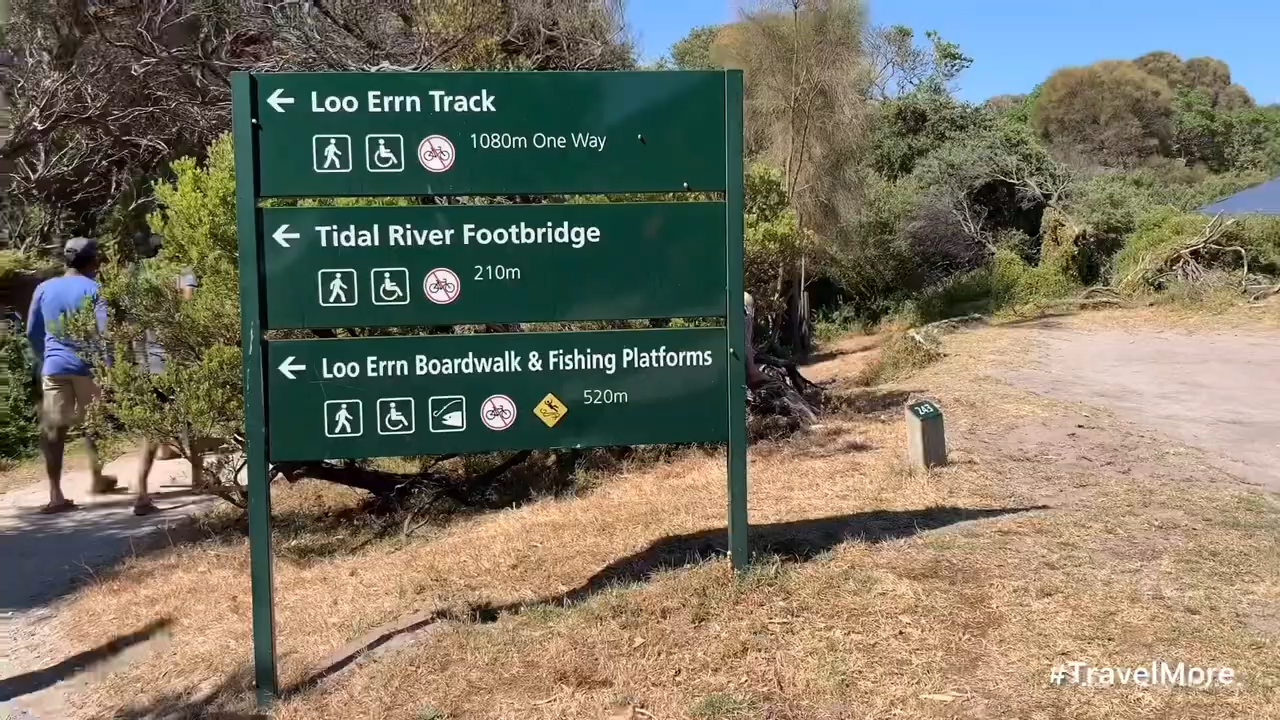 ← Loo Errn Track
1080m One Way
← Tidal River Footbridge
210m
← Loo Errn Boardwalk & Fishing Platforms
520m
243
#TravelMore